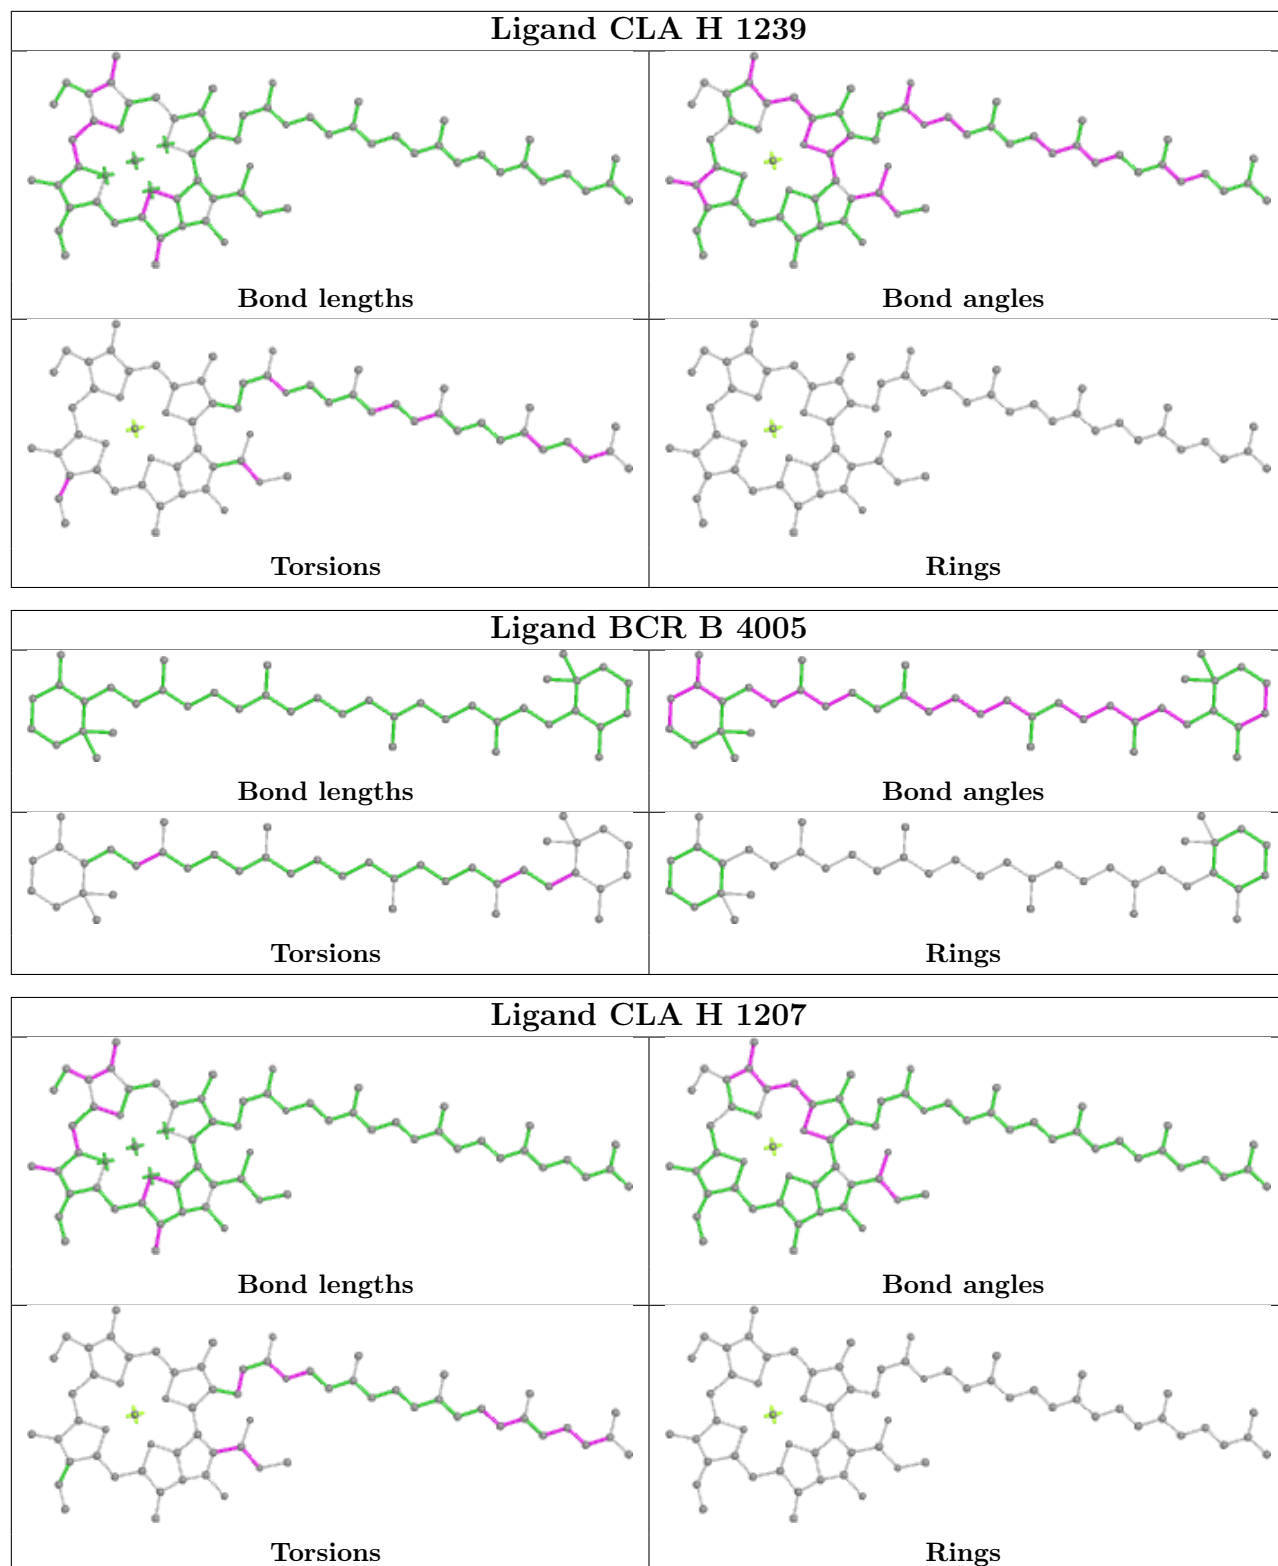 Ligand CLA H 1239
Bond lengths
Bond angles
Torsions
Rings
Ligand BCR B 4005
Bond lengths
Bond angles
Torsions
Rings
Ligand CLA H 1207
Bond lengths
Bond angles
Torsions
Rings